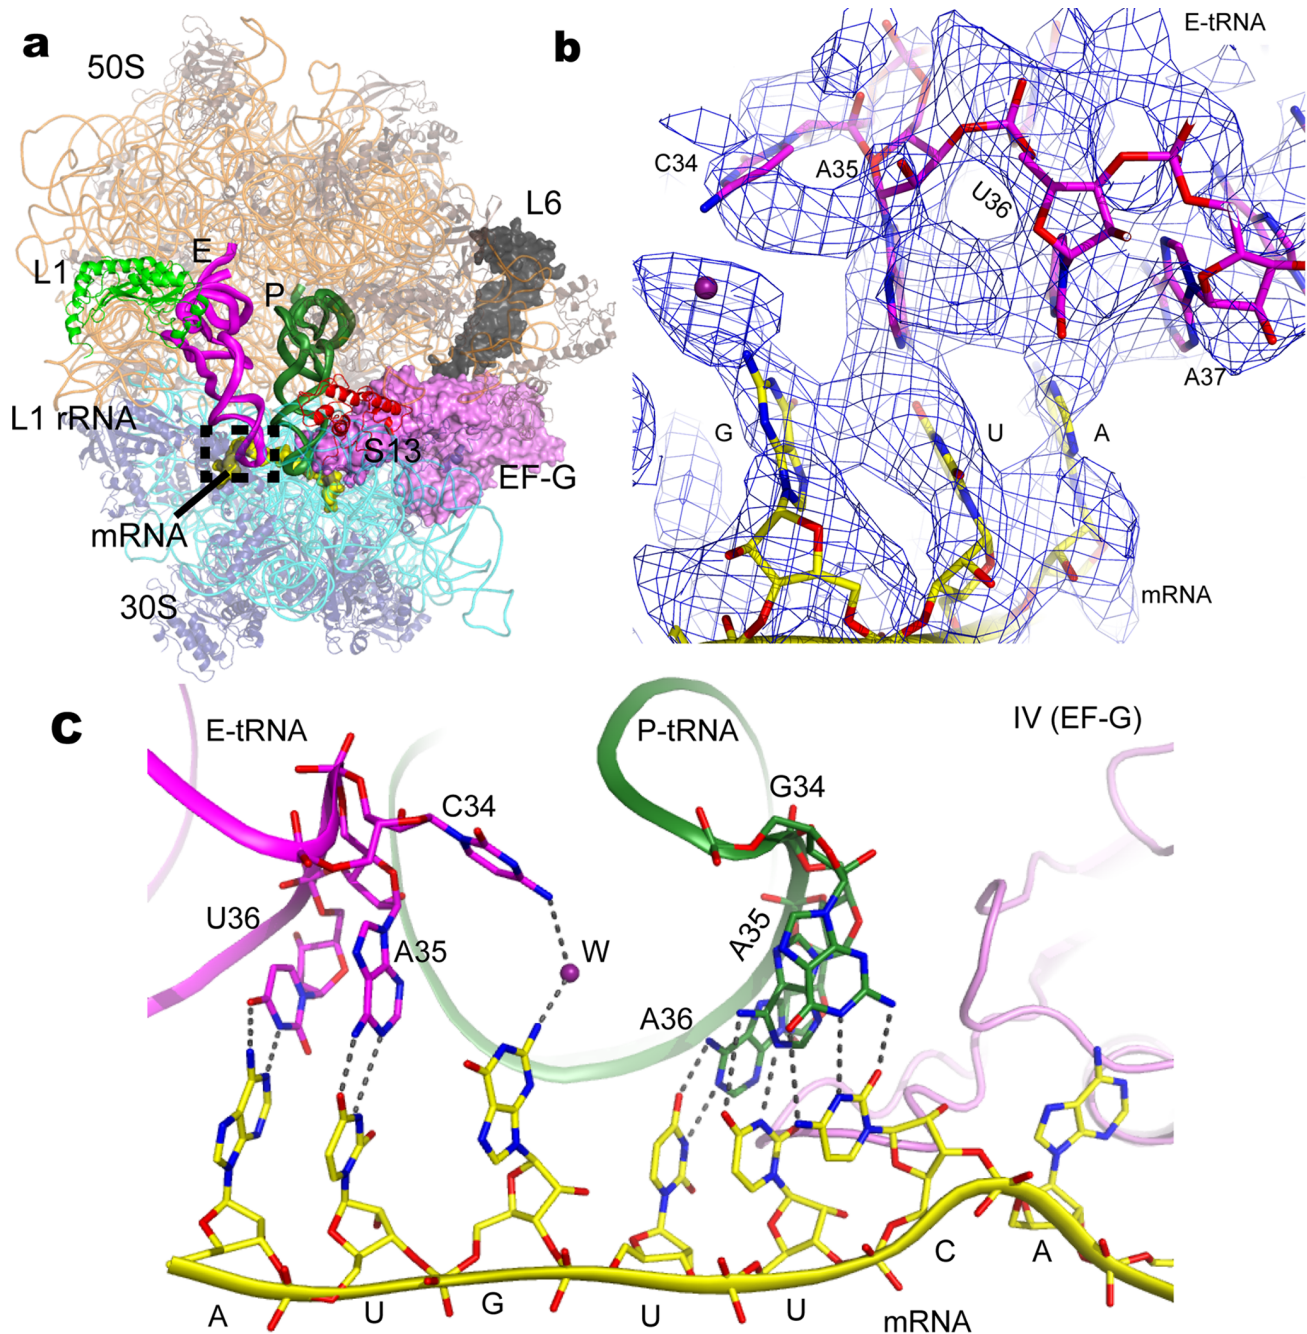 a
50S
L6
L1
E
P
L1 rRNA
S13
EF-G
mRNA
30S
b
E-tRNA
C34
A35
U36
A37
G
U
A
mRNA
c
E-tRNA
P-tRNA
IV (EF-G)
C34
G34
U36
A35
W
A35
A36
A
U
G
U
U
C
A
mRNA